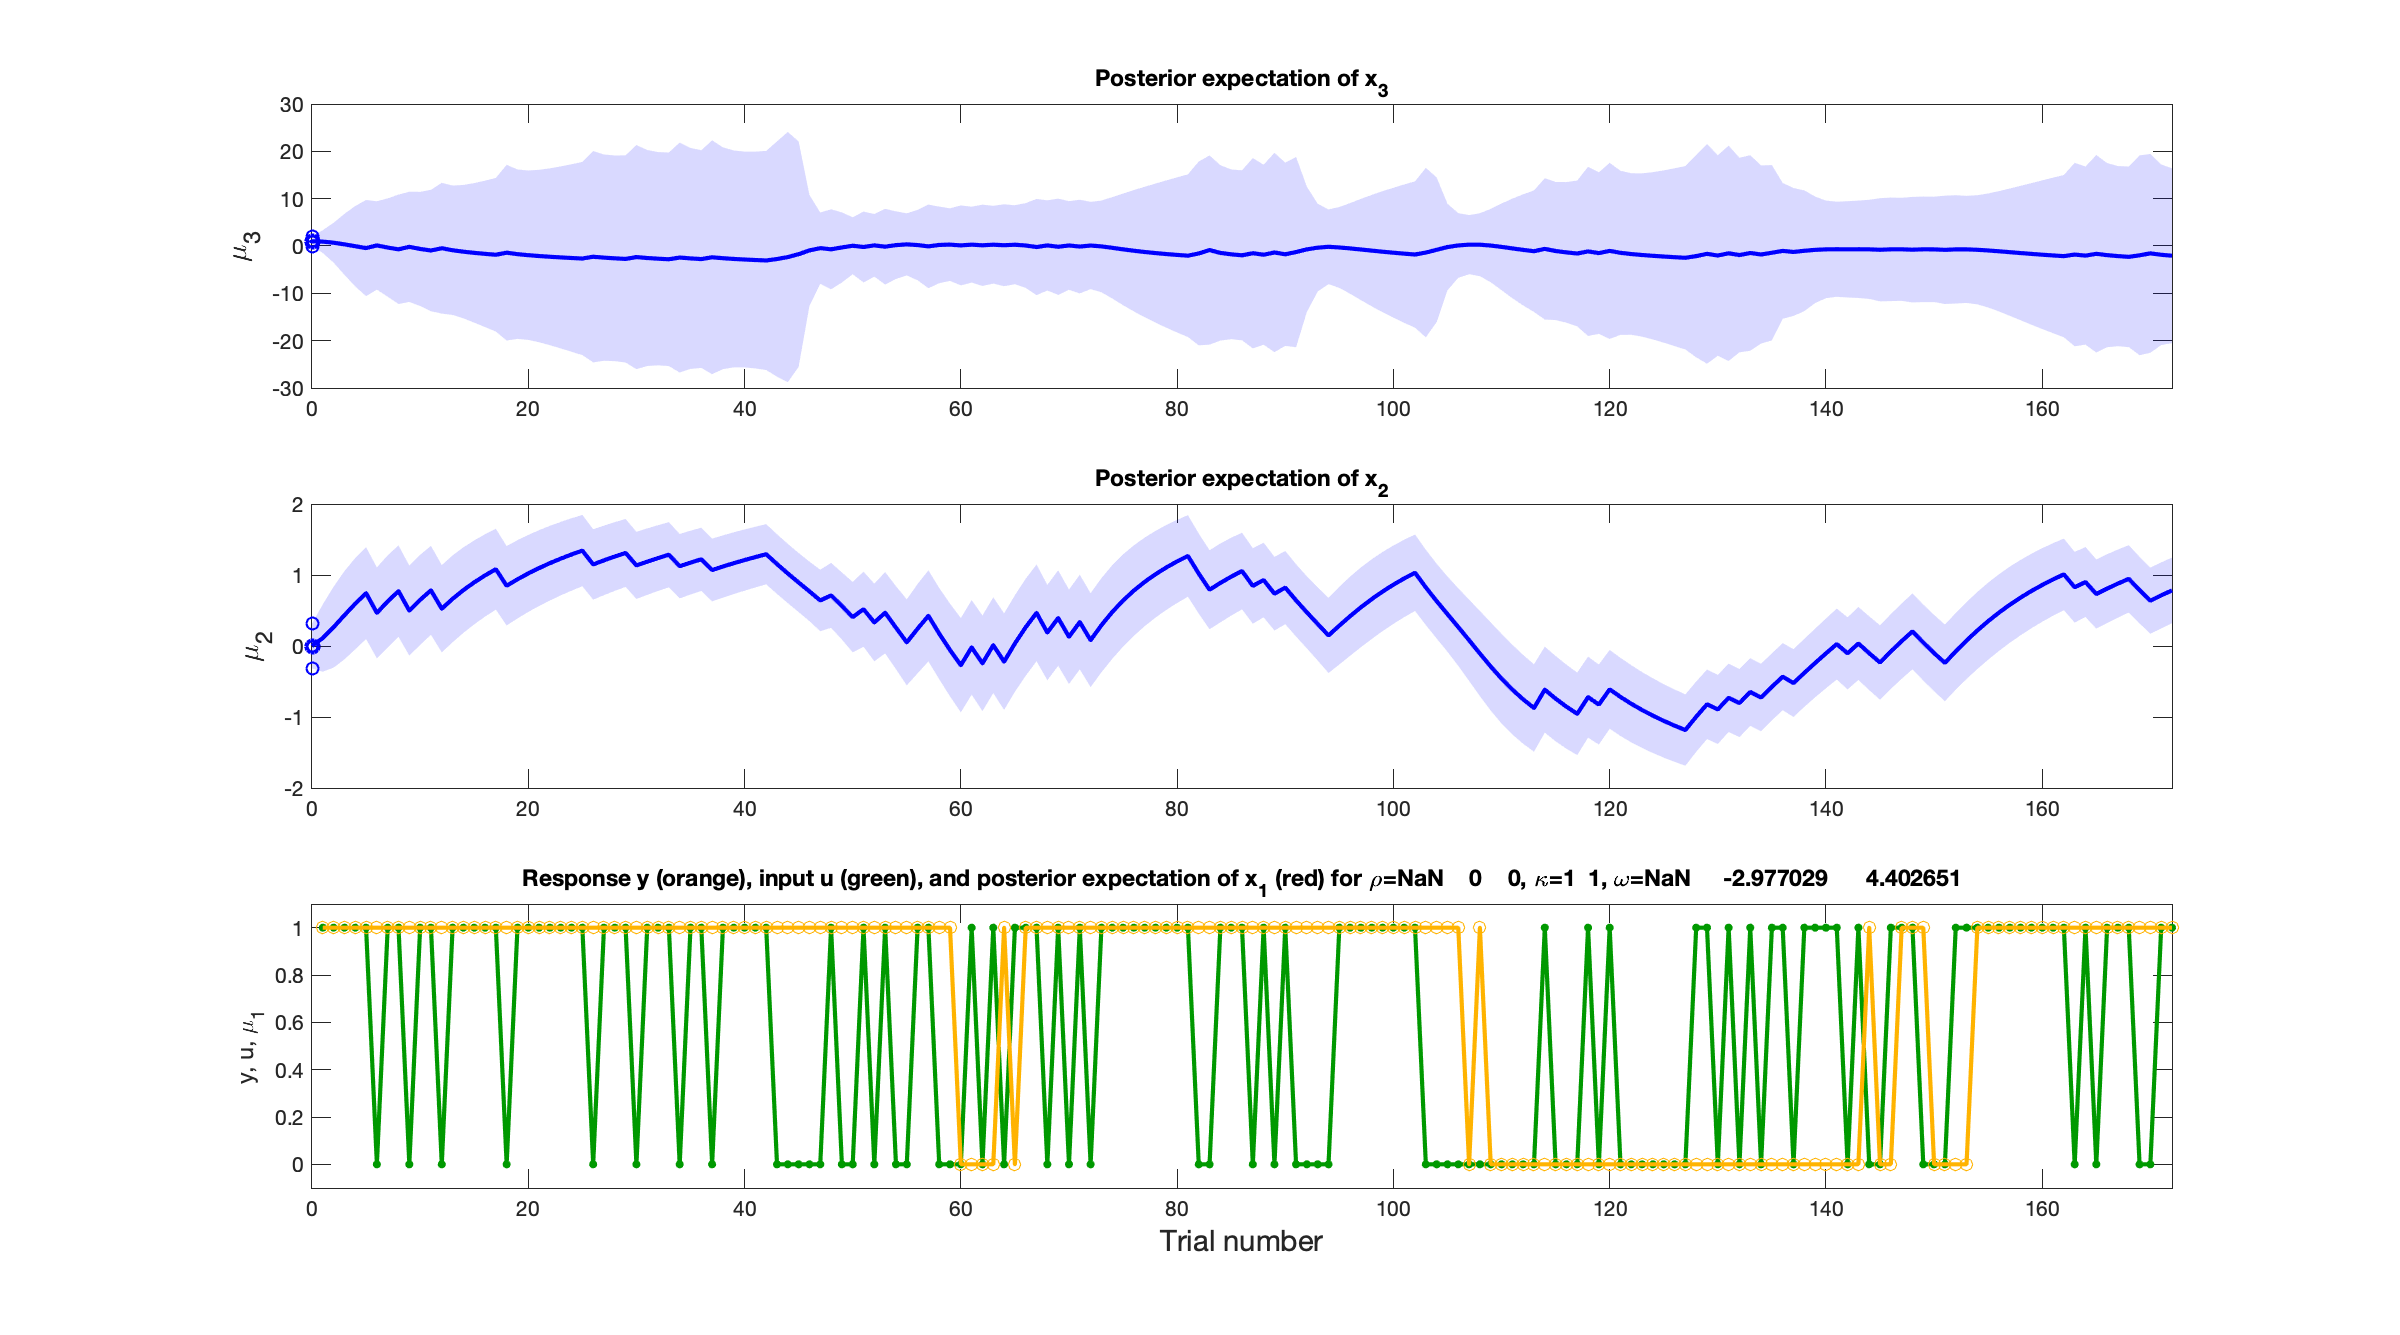 Posterior expectation of x3
30
20
10
0
-10
-20
-30
μ3
0 20 40 60 80 100 120 140 160
Posterior expectation of x2
2
1
0
-1
-2
μ2
0 20 40 60 80 100 120 140 160
Response y (orange), input u (green), and posterior expectation of x1 (red) for ρ=NaN 0 0, κ=1 1, ω=NaN -2.977029 4.402651
1
0.8
0.6
0.4
0.2
0
y, u, μ1
0 20 40 60 80 100 120 140 160
Trial number